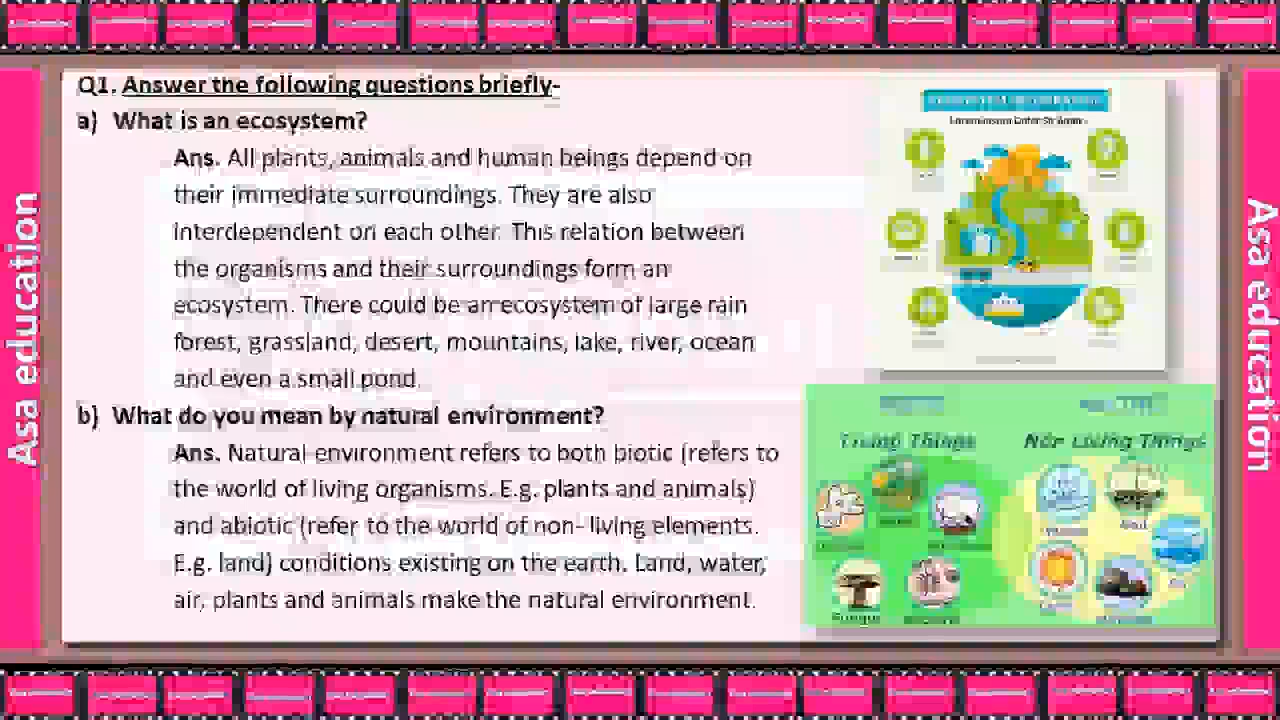 Q1. Answer the following questions briefly-
a) What is an ecosystem?
Ans. All plants, animals and human beings depend on
their immediate surroundings. They are also
interdependent on each other. This relation between
the organisms and their surroundings form an
ecosystem. There could be an ecosystem of large rain
forest, grassland, desert, mountains, lake, river, ocean
and even a small pond.
b) What do you mean by natural environment?
Ans. Natural environment refers to both biotic (refers to
the world of living organisms. E.g. plants and animals)
and abiotic (refer to the world of non- living elements.
E.g. land) conditions existing on the earth. Land, water,
air, plants and animals make the natural environment.
Asa education
Asa education
Things
Non Living Things